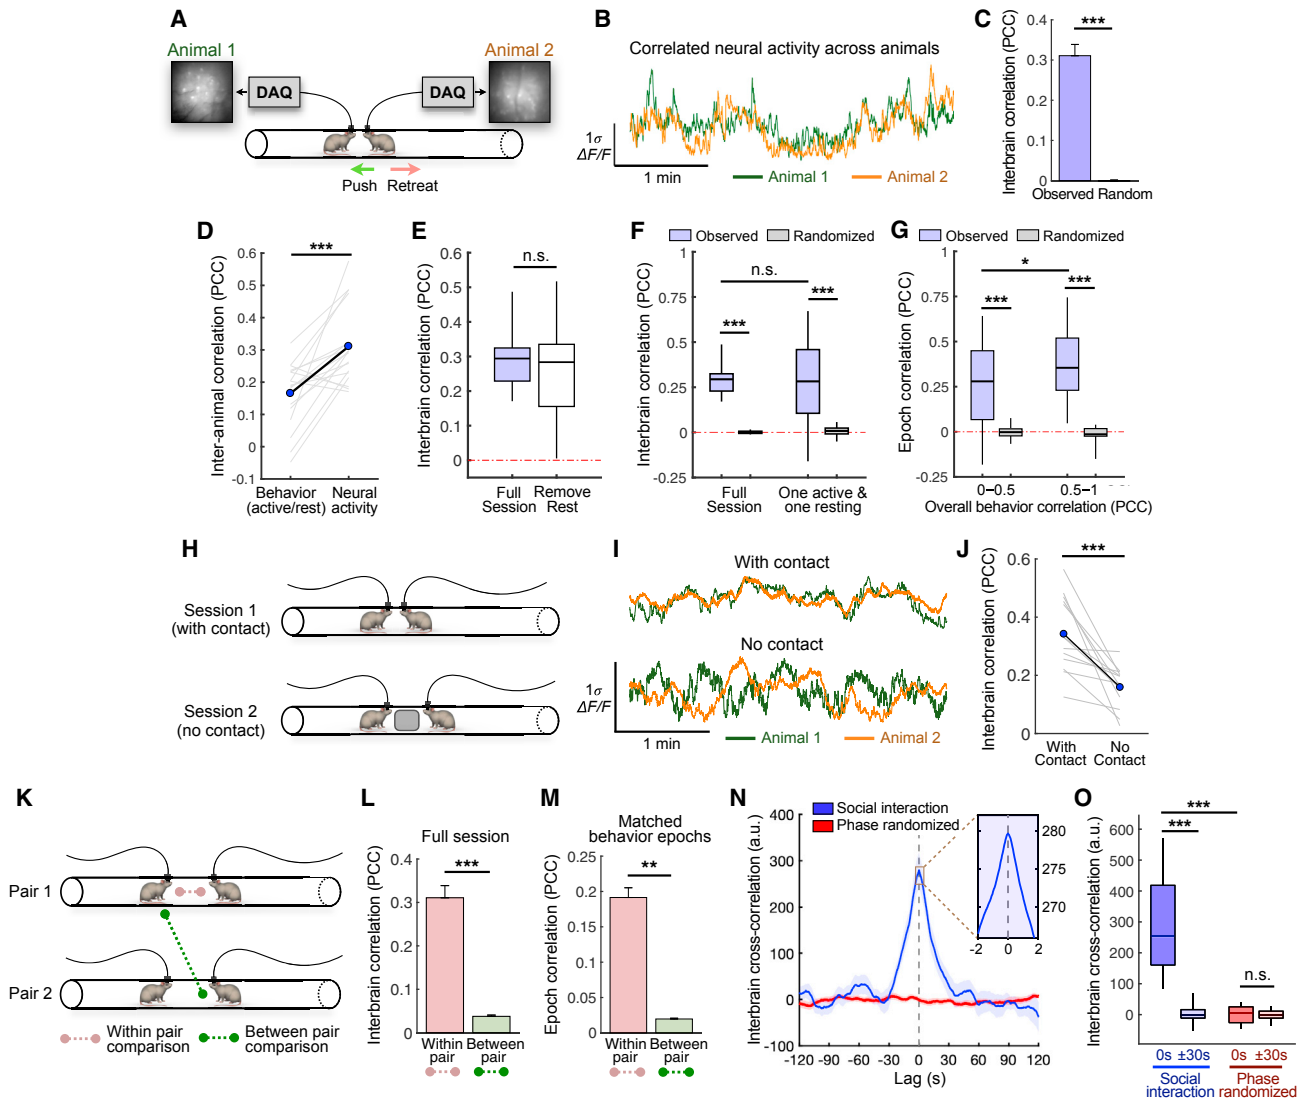 A
Animal 1
Animal 2
DAQ
DAQ
Push
Retreat
B
Correlated neural activity across animals
1σ
ΔF/F
1 min
Animal 1
Animal 2
C
Interbrain correlation (PCC)
0.4
0.3
0.2
0.1
0
***
Observed Random
D
Inter-animal correlation (PCC)
0.6
0.5
0.4
0.3
0.2
0.1
0
-0.1
***
Behavior
(active/rest)
Neural
activity
E
Interbrain correlation (PCC)
0.6
0.5
0.4
0.3
0.2
0.1
0
n.s.
Full
Session
Remove
Rest
F
Observed
Randomized
Interbrain correlation (PCC)
1
0.75
0.5
0.25
0
-0.25
n.s.
***
***
Full
Session
One active &
one resting
G
Observed
Randomized
Epoch correlation (PCC)
1
0.75
0.5
0.25
0
-0.25
*
***
***
0–0.5
0.5–1
Overall behavior correlation (PCC)
H
Session 1
(with contact)
Session 2
(no contact)
I
With contact
No contact
1σ
ΔF/F
1 min
Animal 1
Animal 2
J
Interbrain correlation (PCC)
0.6
0.4
0.2
0
***
With
Contact
No
Contact
K
Pair 1
Pair 2
Within pair
comparison
Between pair
comparison
L
Full session
Interbrain correlation (PCC)
0.4
0.3
0.2
0.1
0
***
Within
pair
Between
pair
M
Matched
behavior epochs
Epoch correlation (PCC)
0.25
0.2
0.15
0.1
0.05
0
**
Within
pair
Between
pair
N
Social interaction
Phase randomized
Interbrain cross-correlation (a.u.)
400
300
200
100
0
-100
-120 -90 -60 -30 0 30 60 90 120
Lag (s)
280
275
270
-2 0 2
O
Interbrain cross-correlation (a.u.)
600
500
400
300
200
100
0
***
***
n.s.
0s ±30s
0s ±30s
Social
interaction
Phase
randomized